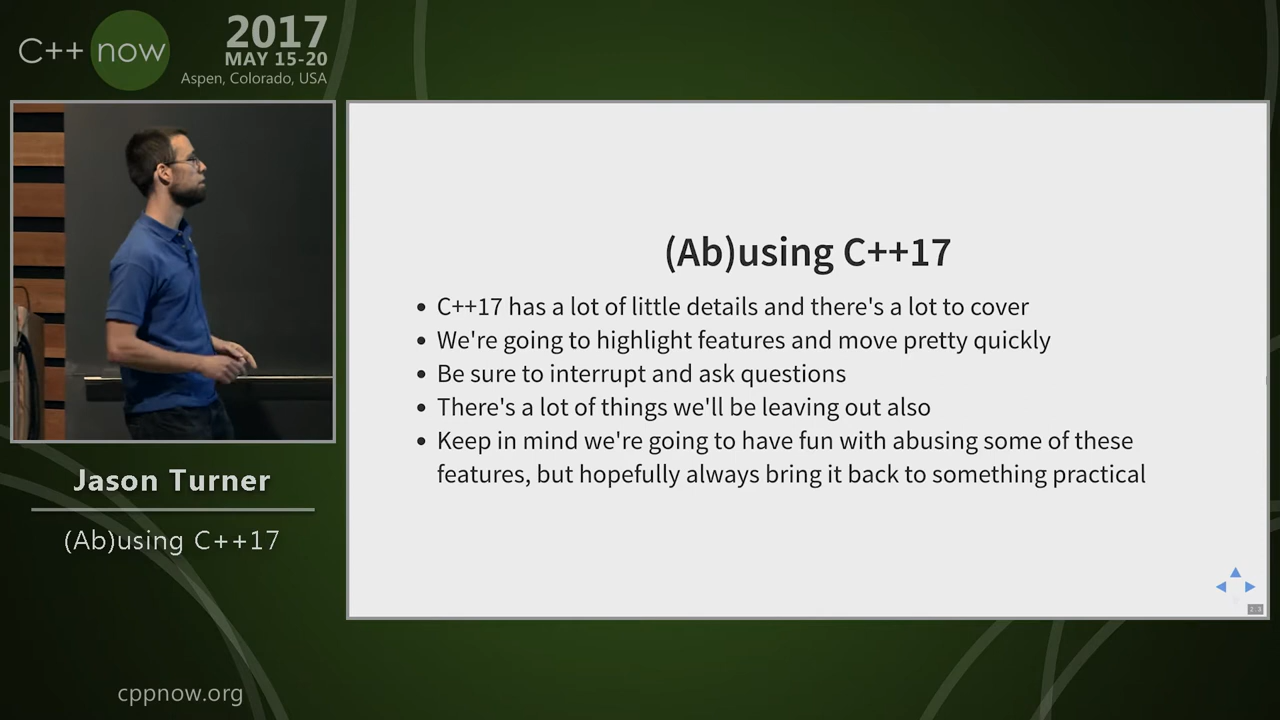 C++ now
2017
MAY 15-20
Aspen, Colorado, USA
(Ab)using C++17
• C++17 has a lot of little details and there's a lot to cover
• We're going to highlight features and move pretty quickly
• Be sure to interrupt and ask questions
• There's a lot of things we'll be leaving out also
• Keep in mind we're going to have fun with abusing some of these
features, but hopefully always bring it back to something practical
2.3
Jason Turner
(Ab)using C++17
cppnow.org